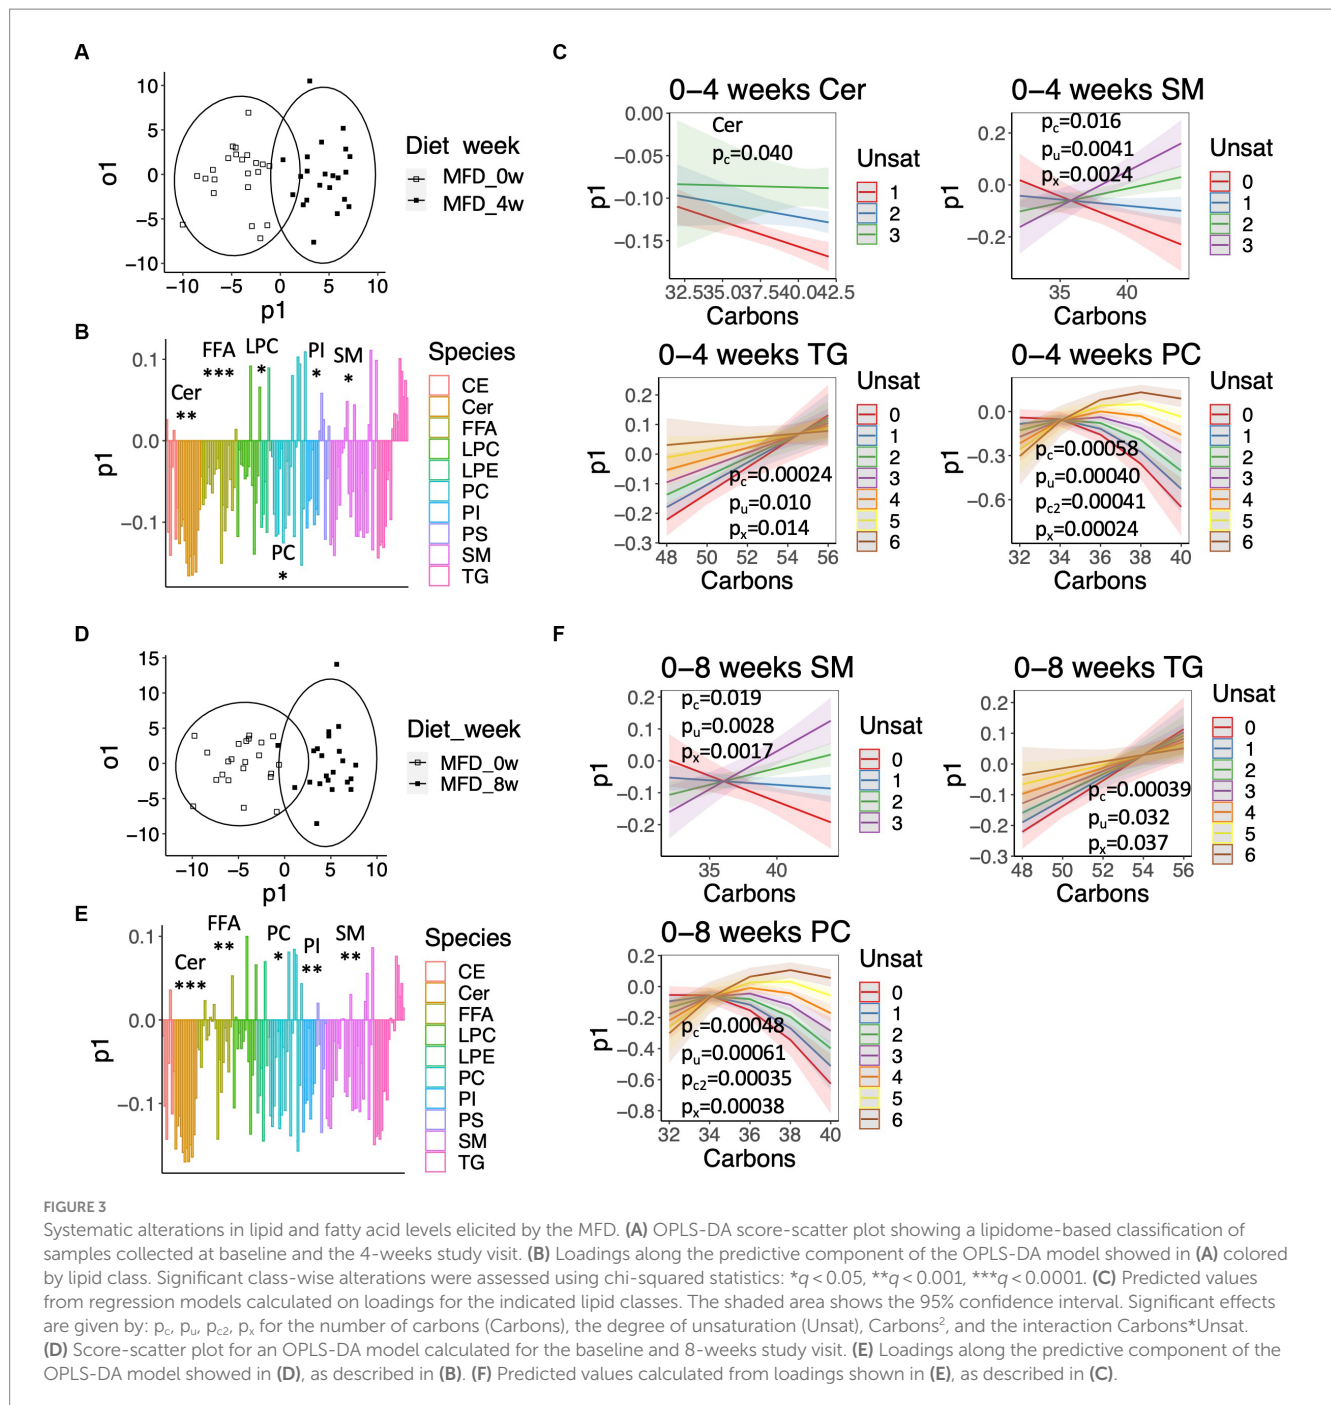 A
10
5
0
−5
−10
o1
−10 −5 0 5 10
p1
Diet_week
MFD_0w
MFD_4w
B
0.1
0.0
−0.1
p1
Cer
**
FFA
***
LPC
*
PI
*
SM
*
PC
*
Species
CE
Cer
FFA
LPC
LPE
PC
PI
PS
SM
TG
C
0−4 weeks Cer
0.00
−0.05
−0.10
−0.15
p1
Cer
pc=0.040
32.535.037.540.042.5
Carbons
Unsat
1
2
3
0−4 weeks SM
0.2
0.0
−0.2
p1
pc=0.016
pu=0.0041
px=0.0024
35 40
Carbons
Unsat
0
1
2
3
0−4 weeks TG
0.2
0.1
0.0
−0.1
−0.2
−0.3
p1
pc=0.00024
pu=0.010
px=0.014
48 50 52 54 56
Carbons
Unsat
0
1
2
3
4
5
6
0−4 weeks PC
0.0
−0.3
−0.6
p1
pc=0.00058
pu=0.00040
pc2=0.00041
px=0.00024
32 34 36 38 40
Carbons
Unsat
0
1
2
3
4
5
6
D
15
10
5
0
−5
−10
o1
−10 −5 0 5 10
p1
Diet_week
MFD_0w
MFD_8w
E
0.1
0.0
−0.1
p1
Cer
***
FFA
**
PC
*
PI
**
SM
**
Species
CE
Cer
FFA
LPC
LPE
PC
PI
PS
SM
TG
F
0−8 weeks SM
0.2
0.1
0.0
−0.1
−0.2
p1
pc=0.019
pu=0.0028
px=0.0017
35 40
Carbons
Unsat
0
1
2
3
0−8 weeks TG
0.2
0.1
0.0
−0.1
−0.2
−0.3
p1
pc=0.00039
pu=0.032
px=0.037
48 50 52 54 56
Carbons
Unsat
0
1
2
3
4
5
6
0−8 weeks PC
0.2
0.0
−0.2
−0.4
−0.6
−0.8
p1
pc=0.00048
pu=0.00061
pc2=0.00035
px=0.00038
32 34 36 38 40
Carbons
Unsat
0
1
2
3
4
5
6
FIGURE 3
Systematic alterations in lipid and fatty acid levels elicited by the MFD. (A) OPLS-DA score-scatter plot showing a lipidome-based classification of
samples collected at baseline and the 4-weeks study visit. (B) Loadings along the predictive component of the OPLS-DA model showed in (A) colored
by lipid class. Significant class-wise alterations were assessed using chi-squared statistics: *q < 0.05, **q < 0.001, ***q < 0.0001. (C) Predicted values
from regression models calculated on loadings for the indicated lipid classes. The shaded area shows the 95% confidence interval. Significant effects
are given by: pc, pu, pc2, px for the number of carbons (Carbons), the degree of unsaturation (Unsat), Carbons², and the interaction Carbons*Unsat.
(D) Score-scatter plot for an OPLS-DA model calculated for the baseline and 8-weeks study visit. (E) Loadings along the predictive component of the
OPLS-DA model showed in (D), as described in (B). (F) Predicted values calculated from loadings shown in (E), as described in (C).